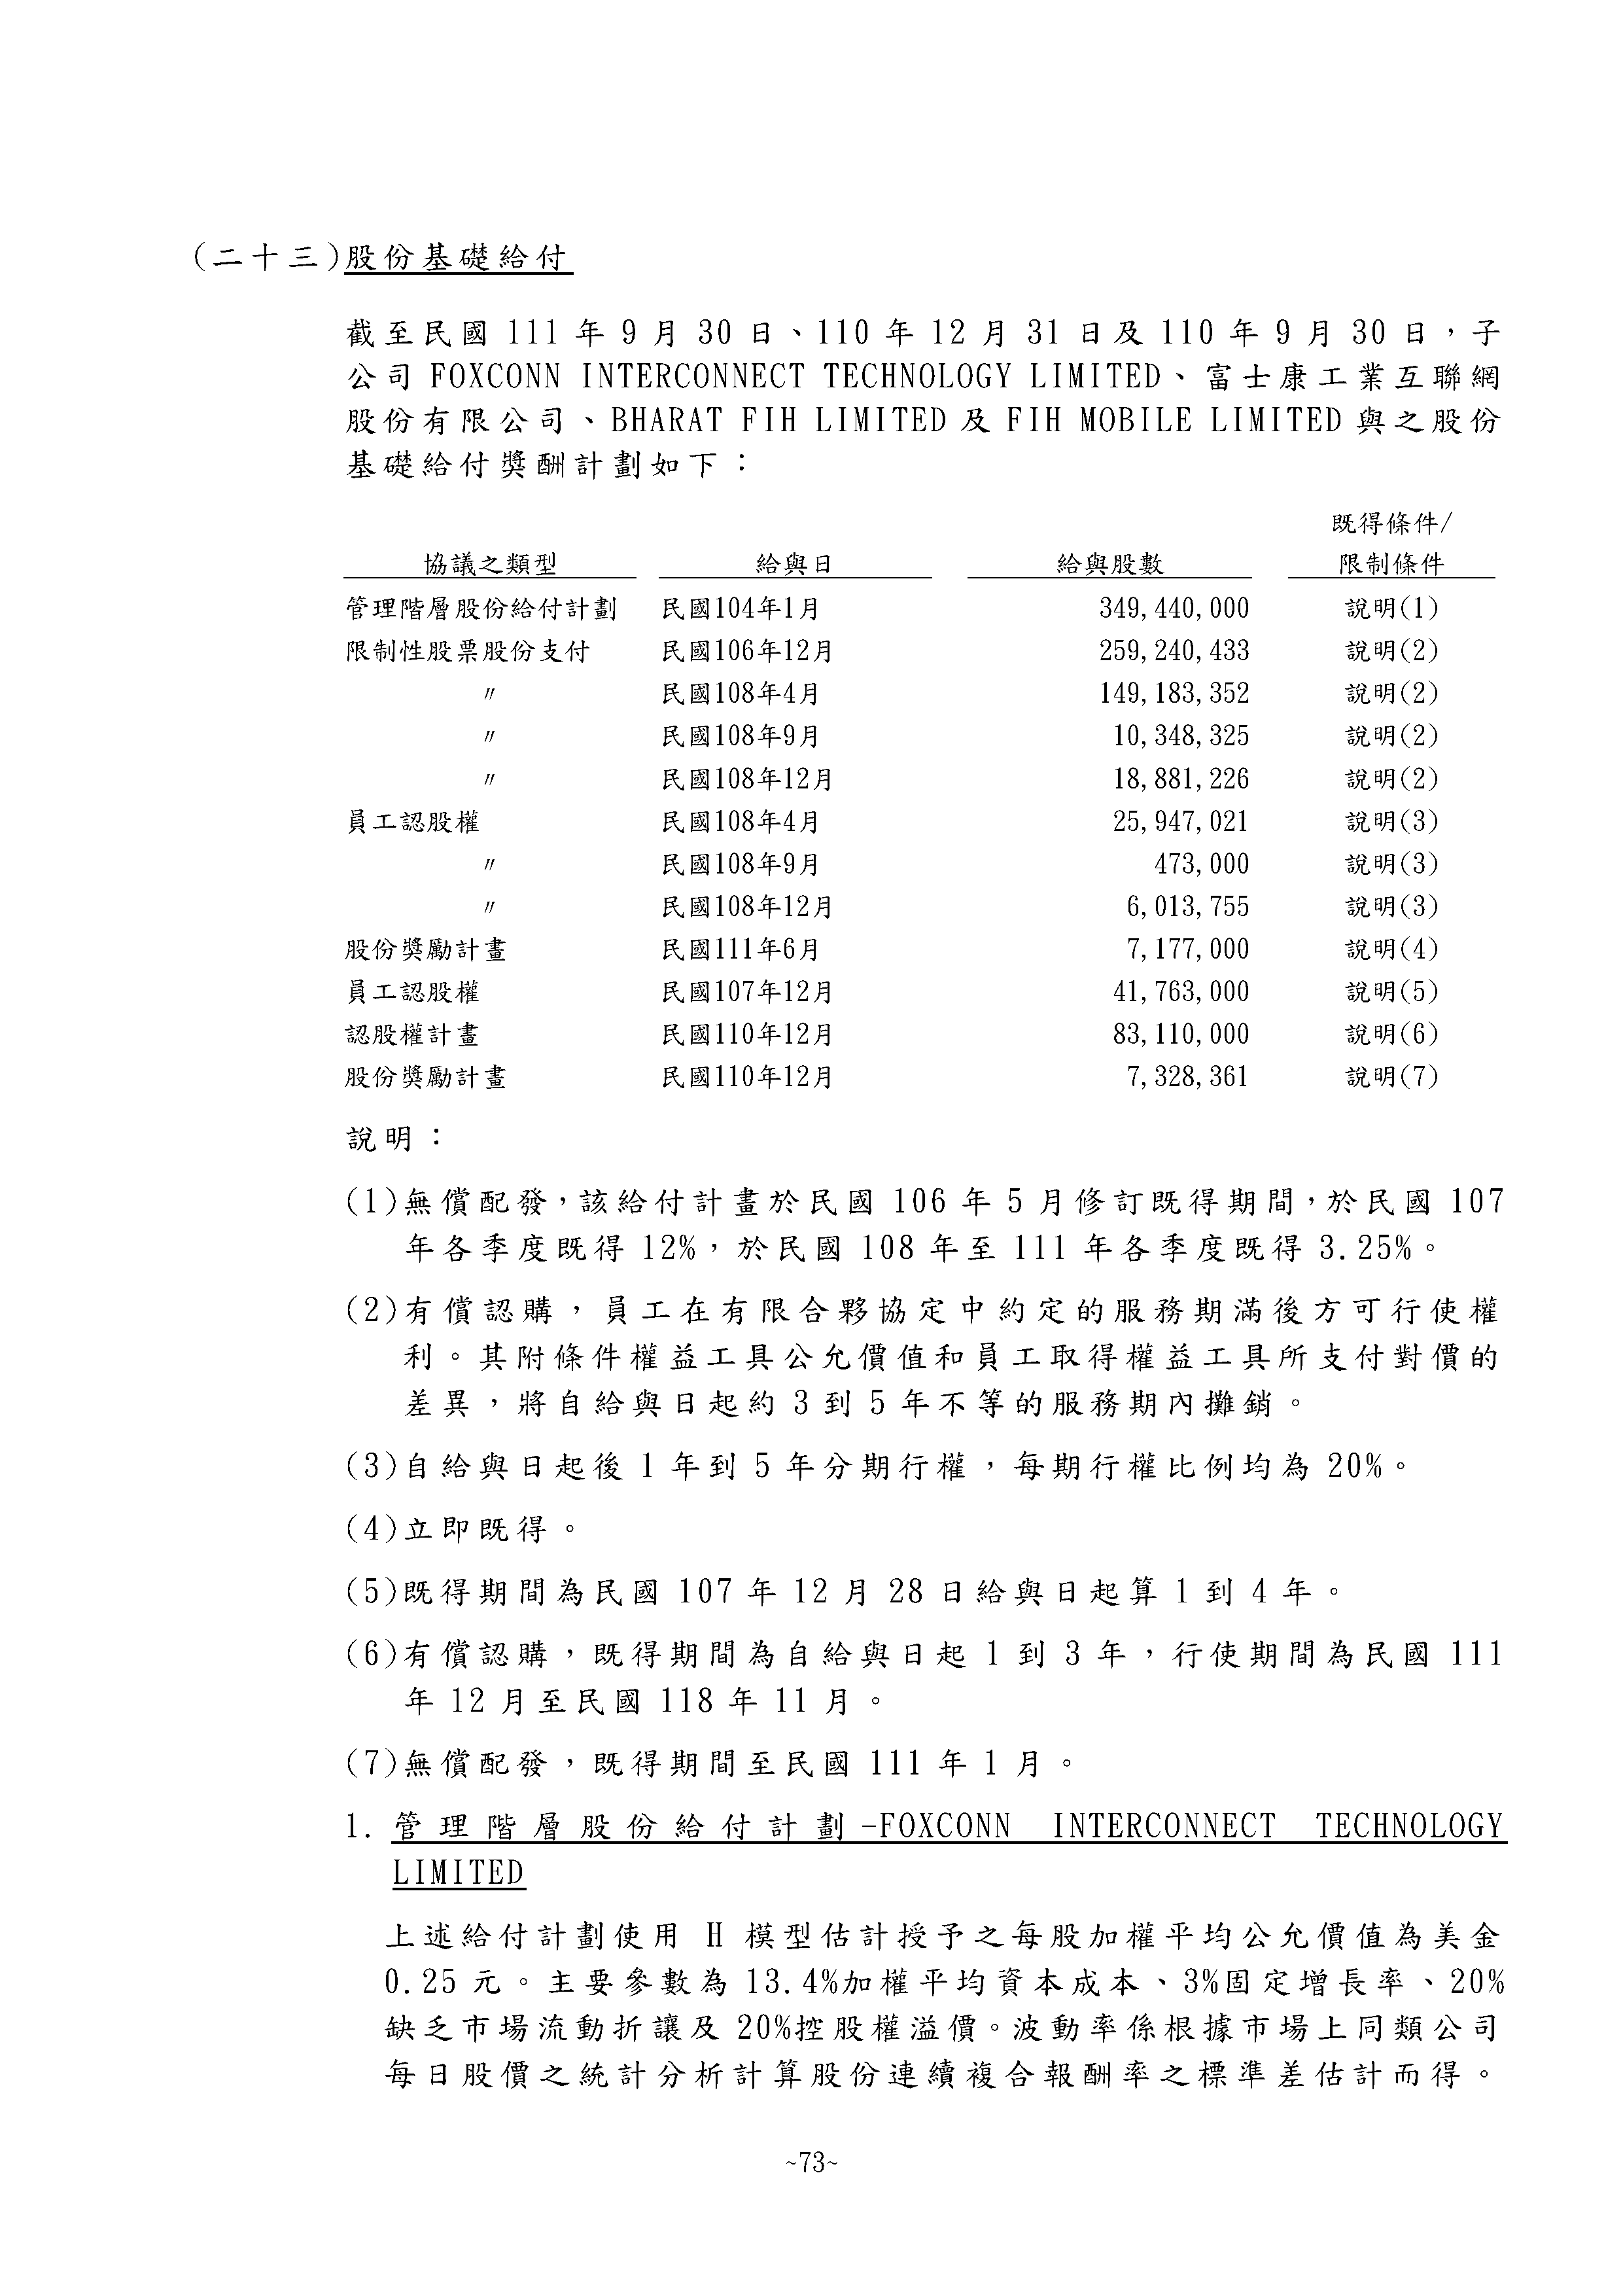 (二十三)股份基礎給付
截至民國 111 年 9 月 30 日、110 年 12 月 31 日及 110 年 9 月 30 日，子
公司 FOXCONN INTERCONNECT TECHNOLOGY LIMITED、富士康工業互聯網
股份有限公司、BHARAT FIH LIMITED 及 FIH MOBILE LIMITED 與之股份
基礎給付獎酬計劃如下：
既得條件/
協議之類型 給與日 給與股數 限制條件
管理階層股份給付計劃 民國104年1月 349,440,000 說明(1)
限制性股票股份支付 民國106年12月 259,240,433 說明(2)
〃 民國108年4月 149,183,352 說明(2)
〃 民國108年9月 10,348,325 說明(2)
〃 民國108年12月 18,881,226 說明(2)
員工認股權 民國108年4月 25,947,021 說明(3)
〃 民國108年9月 473,000 說明(3)
〃 民國108年12月 6,013,755 說明(3)
股份獎勵計畫 民國111年6月 7,177,000 說明(4)
員工認股權 民國107年12月 41,763,000 說明(5)
認股權計畫 民國110年12月 83,110,000 說明(6)
股份獎勵計畫 民國110年12月 7,328,361 說明(7)
說明：
(1)無償配發，該給付計畫於民國 106 年 5 月修訂既得期間，於民國 107
年各季度既得 12%，於民國 108 年至 111 年各季度既得 3.25%。
(2)有償認購，員工在有限合夥協定中約定的服務期滿後方可行使權
利。其附條件權益工具公允價值和員工取得權益工具所支付對價的
差異，將自給與日起約 3 到 5 年不等的服務期內攤銷。
(3)自給與日起後 1 年到 5 年分期行權，每期行權比例均為 20%。
(4)立即既得。
(5)既得期間為民國 107 年 12 月 28 日給與日起算 1 到 4 年。
(6)有償認購，既得期間為自給與日起 1 到 3 年，行使期間為民國 111
年 12 月至民國 118 年 11 月。
(7)無償配發，既得期間至民國 111 年 1 月。
1. 管理階層股份給付計劃-FOXCONN INTERCONNECT TECHNOLOGY
LIMITED
上述給付計劃使用 H 模型估計授予之每股加權平均公允價值為美金
0.25 元。主要參數為 13.4%加權平均資本成本、3%固定增長率、20%
缺乏市場流動折讓及 20%控股權溢價。波動率係根據市場上同類公司
每日股價之統計分析計算股份連續複合報酬率之標準差估計而得。
~73~